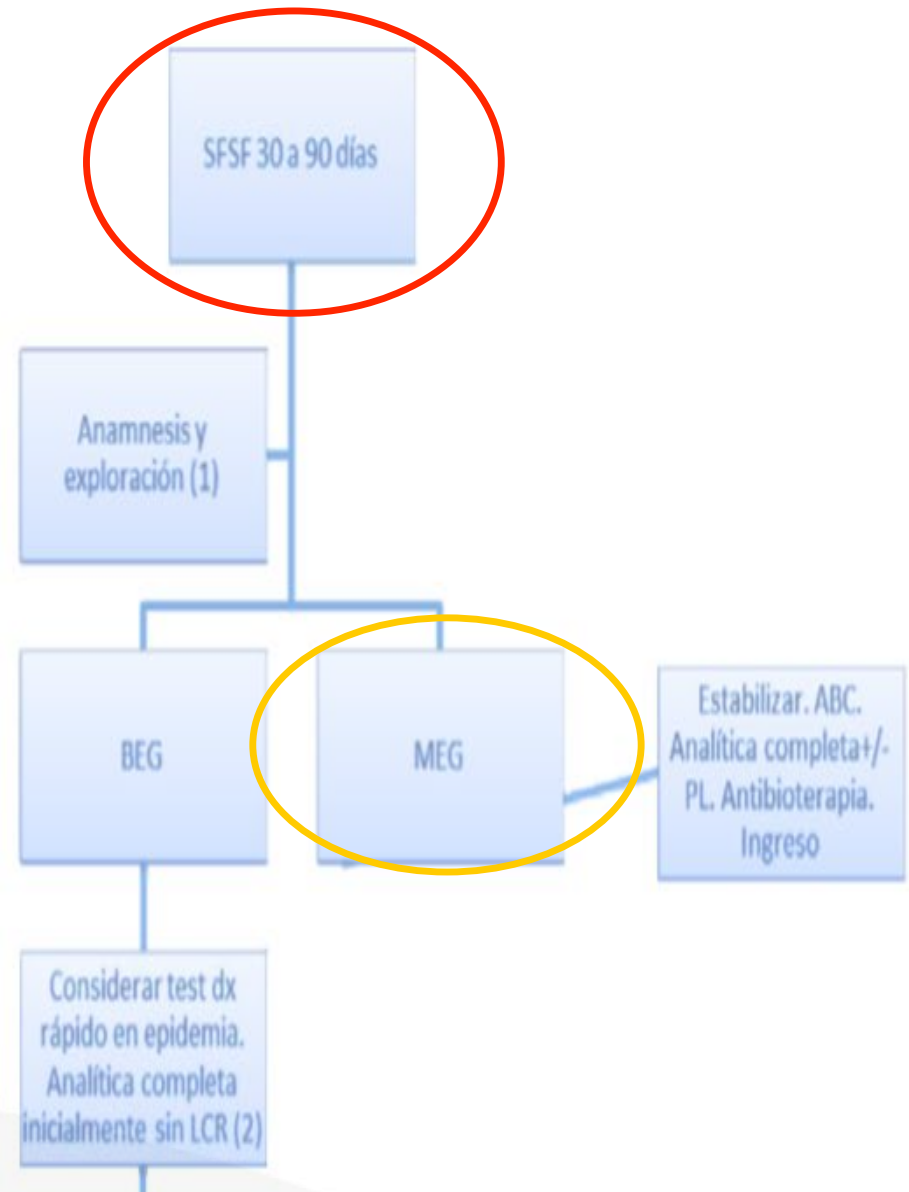 SFSF 30 a 90 días
Anamnesis y
exploración (1)
BEG
MEG
Estabilizar. ABC.
Analítica completa+/-
PL. Antibioterapia.
Ingreso
Considerar test dx
rápido en epidemia.
Analítica completa
inicialmente sin LCR (2)